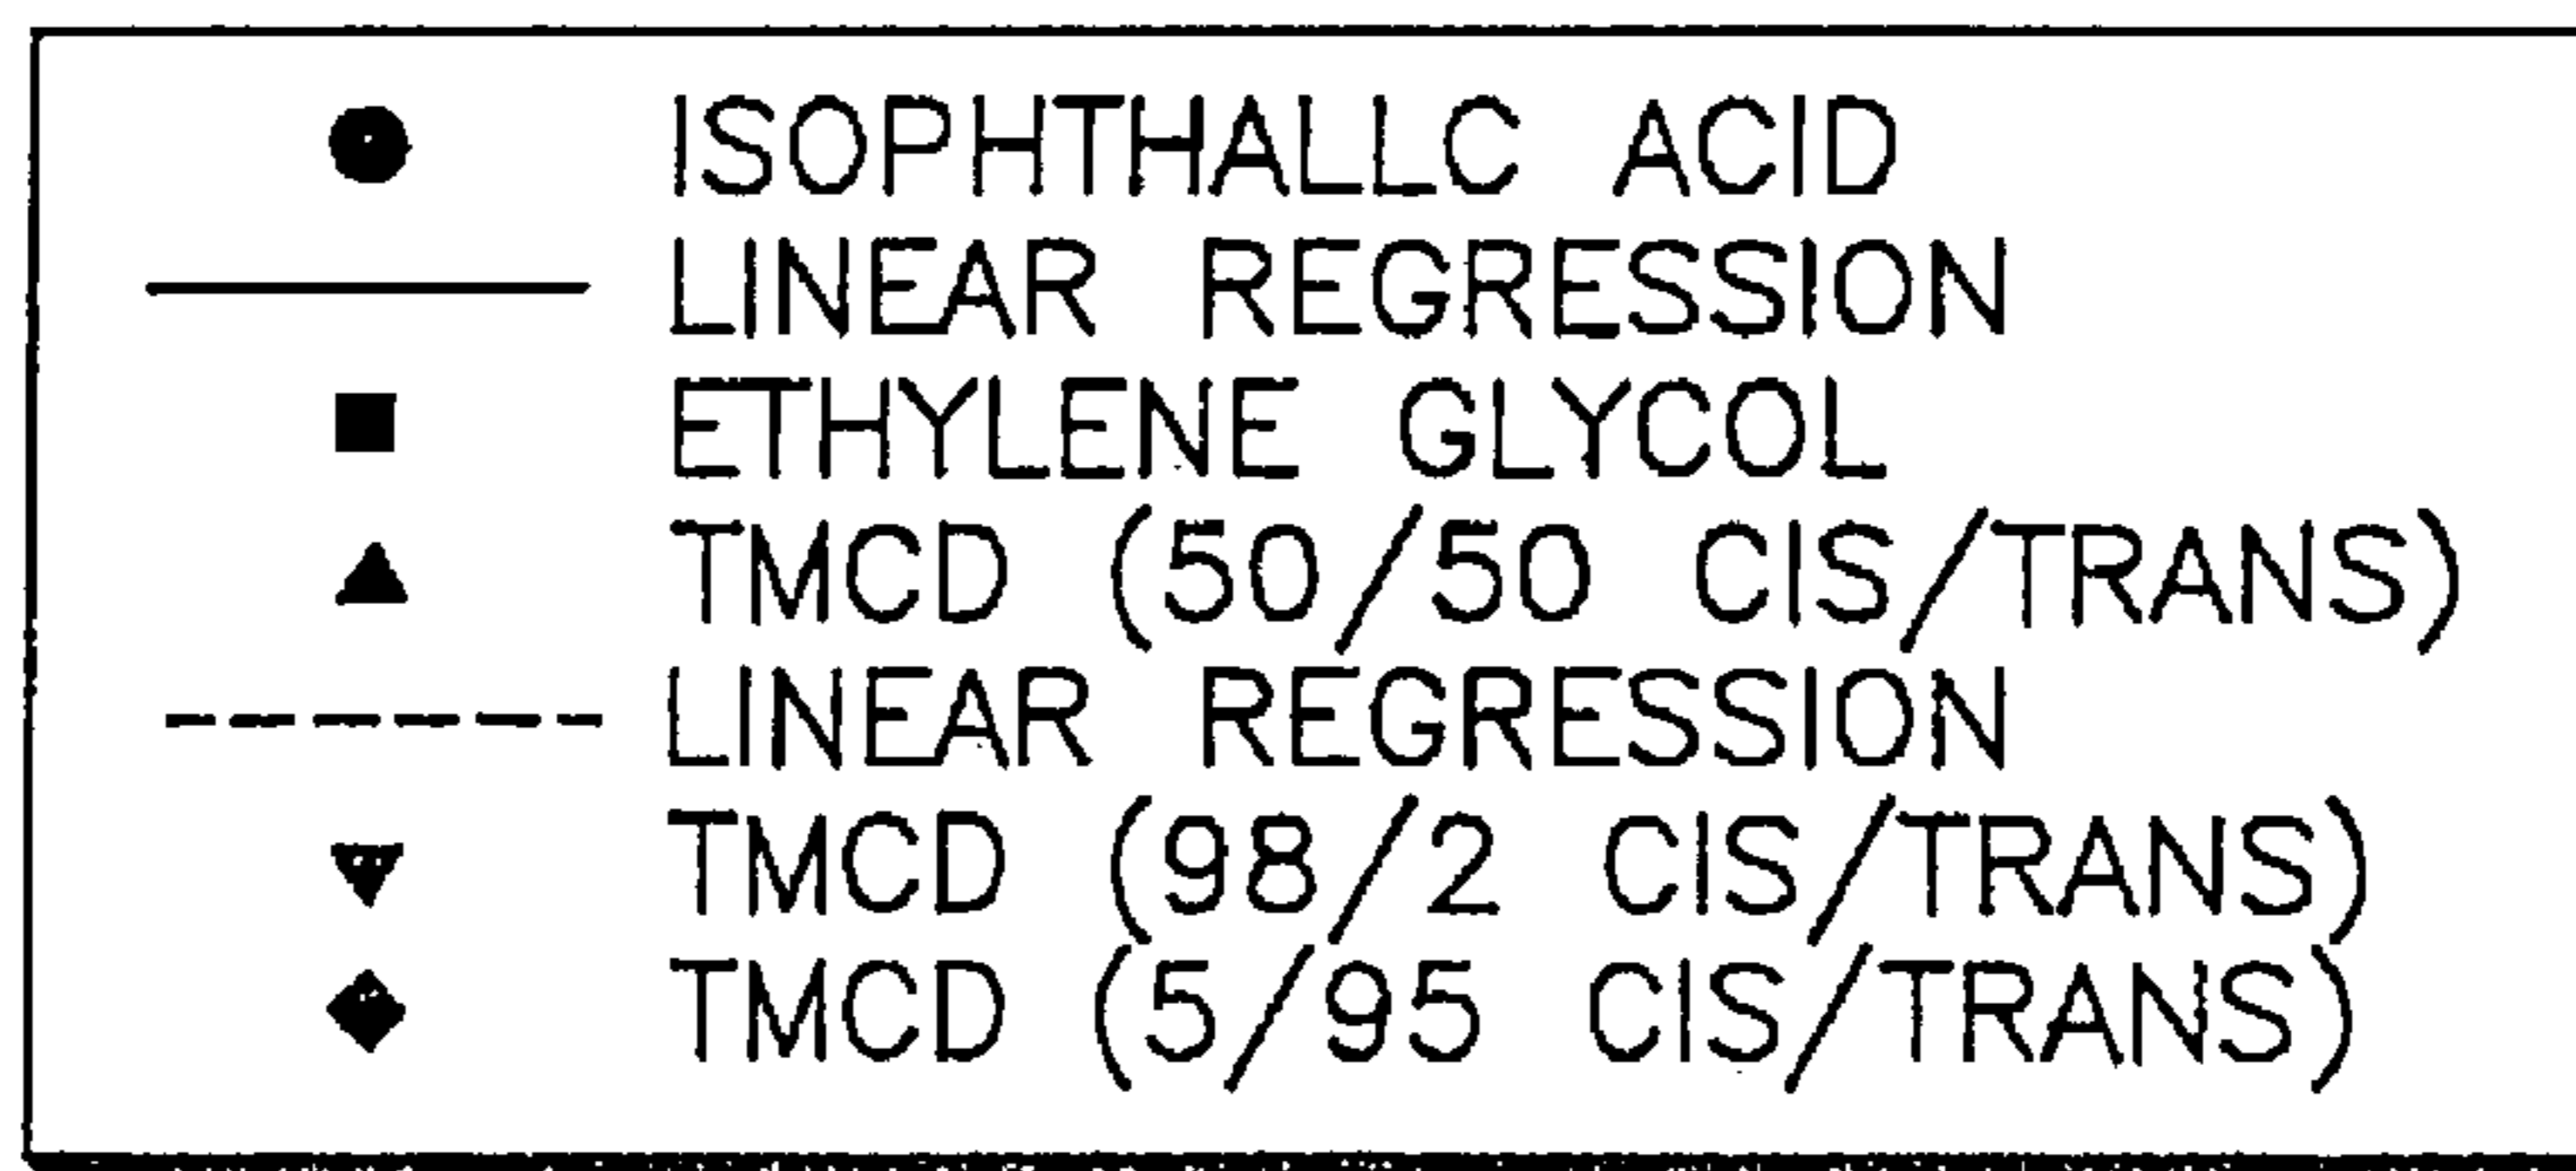 ISOPHTHALLC ACID
LINEAR REGRESSION
ETHYLENE GLYCOL
TMCD (50/50 CIS/TRANS)
LINEAR REGRESSION
TMCD (98/2 CIS/TRANS)
TMCD (5/95 CIS/TRANS)